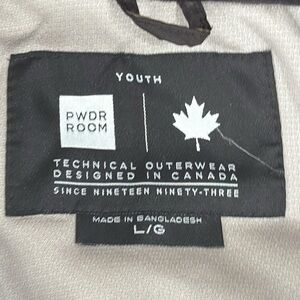 YOUTH
PWDR
ROOM
TECHNICAL OUTERWEAR
DESIGNED IN CANADA
SINCE NINETEEN NINETY-THREE
MADE IN BANGLADESH
L/G